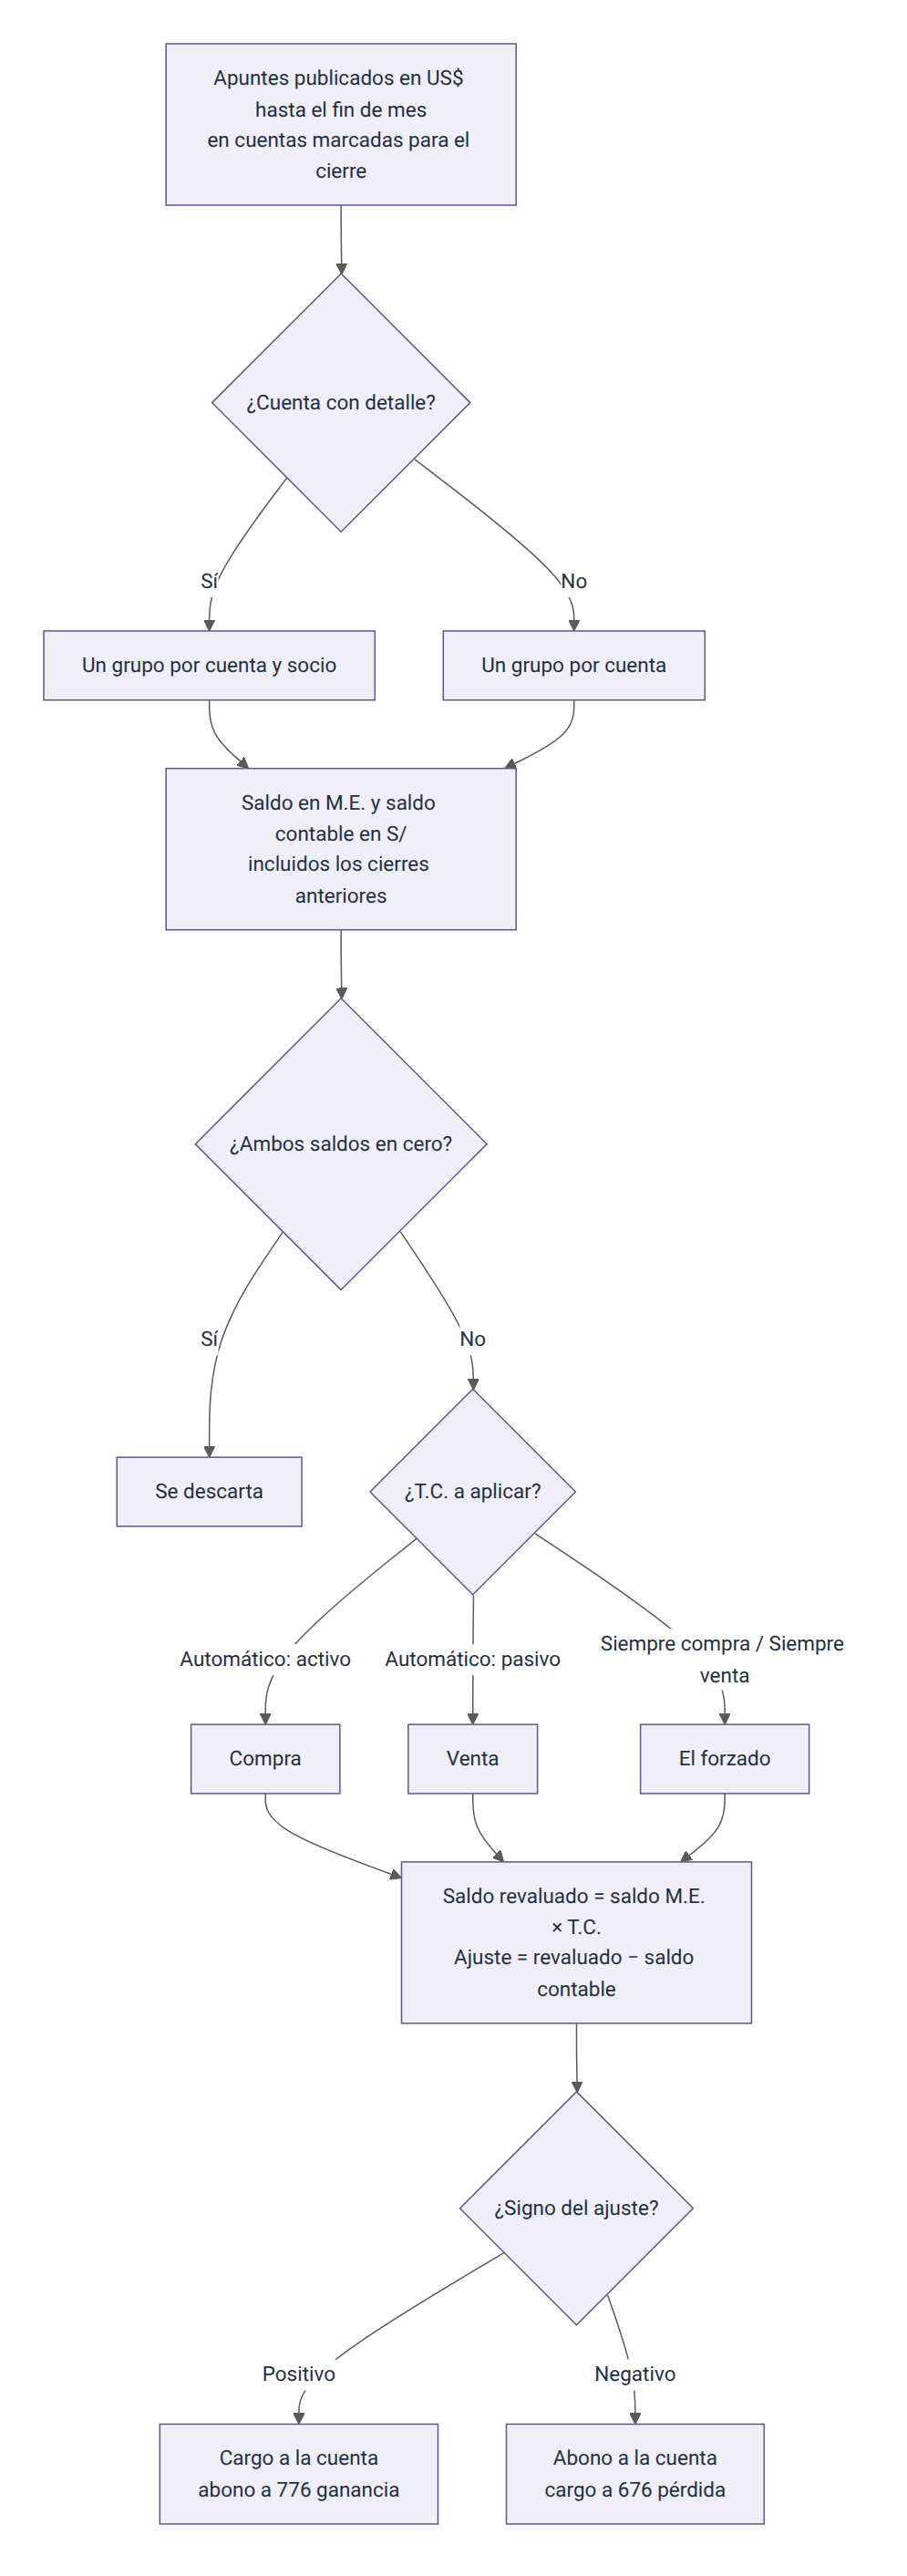 Apuntes publicados en US$
hasta el fin de mes
en cuentas marcadas para el
cierre
¿Cuenta con detalle?
Sí
No
Un grupo por cuenta y socio
Un grupo por cuenta
Saldo en M.E. y saldo
contable en S/
incluidos los cierres
anteriores
¿Ambos saldos en cero?
Sí
No
Se descarta
¿T.C. a aplicar?
Automático: activo
Automático: pasivo
Siempre compra / Siempre
venta
Compra
Venta
El forzado
Saldo revaluado = saldo M.E.
× T.C.
Ajuste = revaluado − saldo
contable
¿Signo del ajuste?
Positivo
Negativo
Cargo a la cuenta
abono a 776 ganancia
Abono a la cuenta
cargo a 676 pérdida